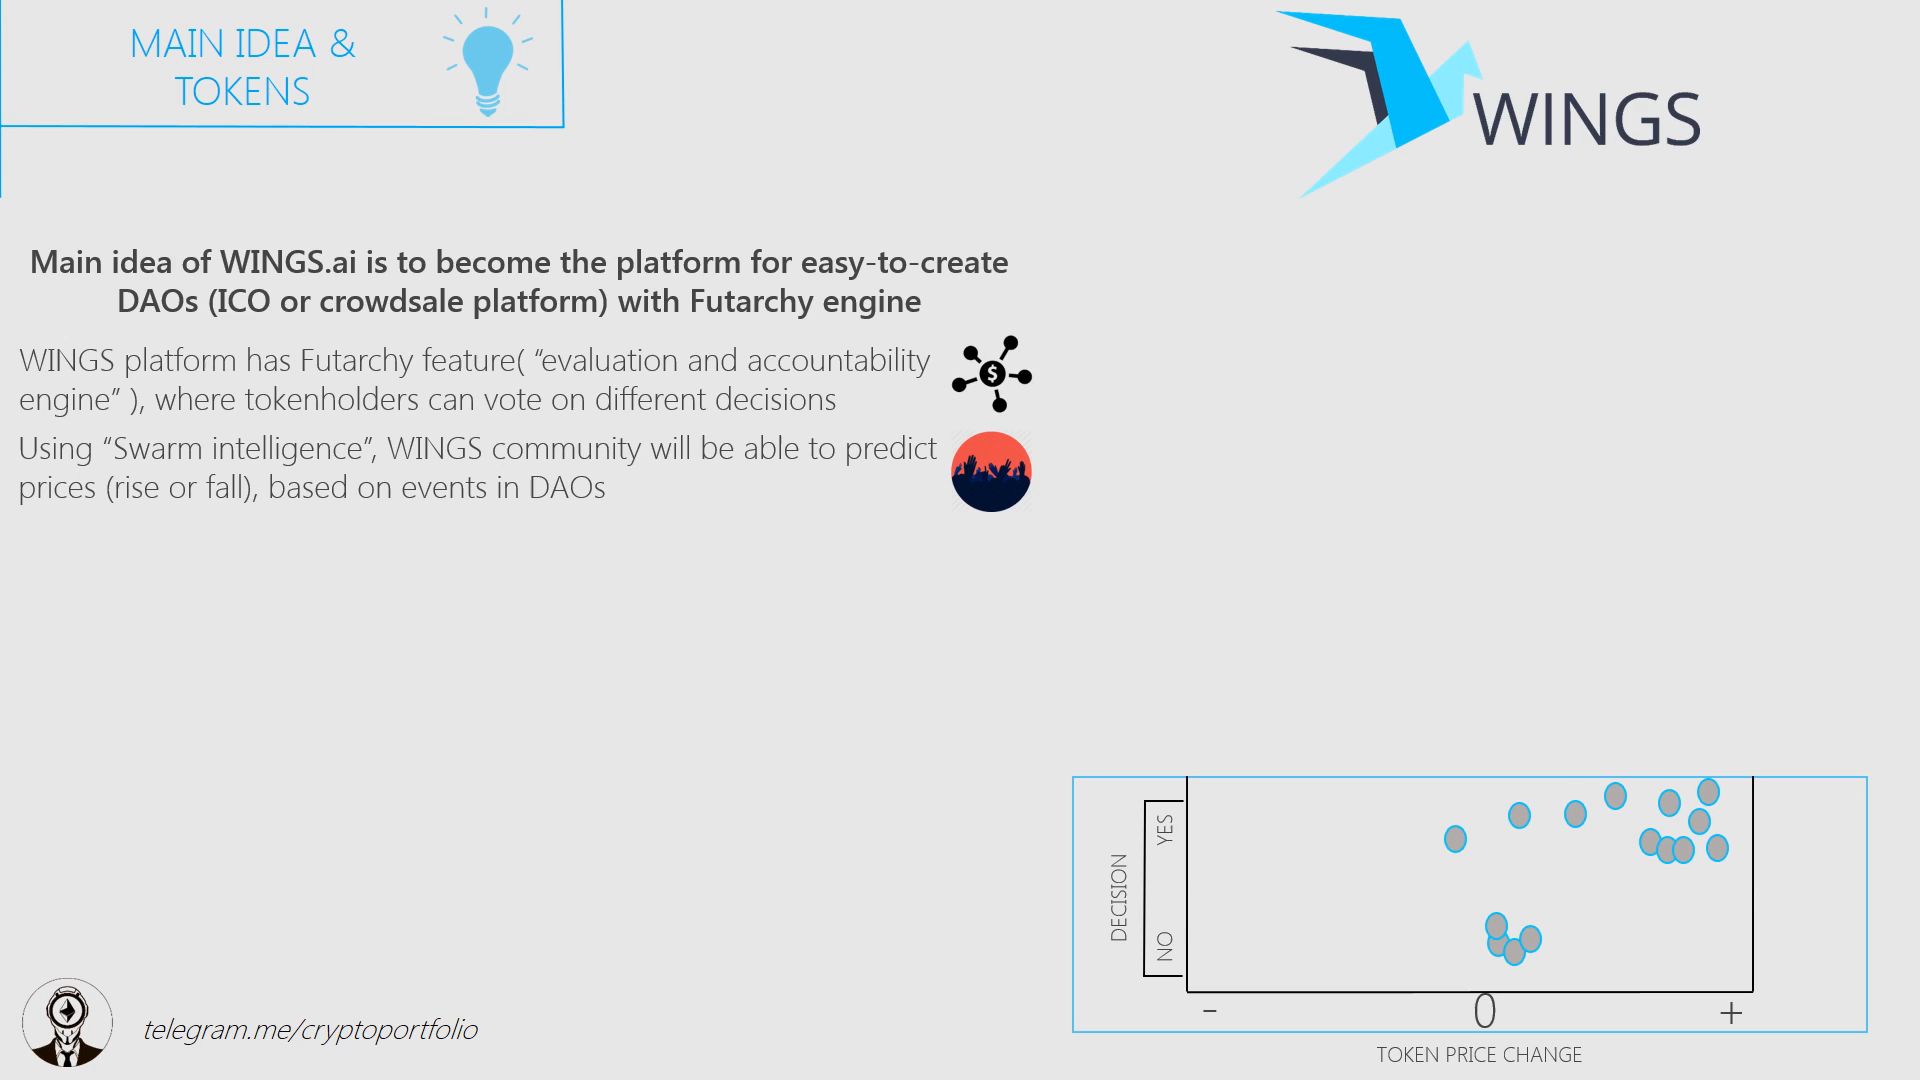 MAIN IDEA &
TOKENS
WINGS
Main idea of WINGS.ai is to become the platform for easy-to-create
DAOs (ICO or crowdsale platform) with Futarchy engine
WINGS platform has Futarchy feature( “evaluation and accountability
engine” ), where tokenholders can vote on different decisions
$
Using “Swarm intelligence”, WINGS community will be able to predict
prices (rise or fall), based on events in DAOs
DECISION
YES
NO
- 0 +
TOKEN PRICE CHANGE
telegram.me/cryptoportfolio